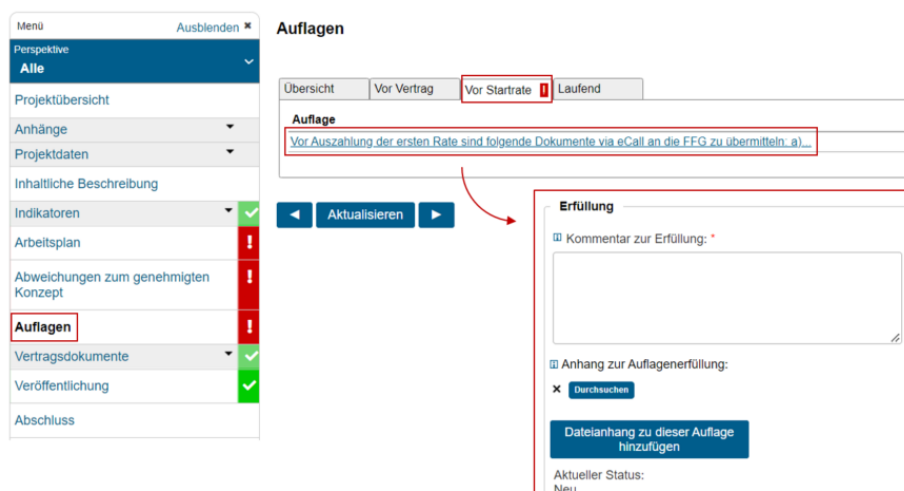 Menü
Ausblenden ✖
Perspektive
Alle
Projektübersicht
Anhänge
Projektdaten
Inhaltliche Beschreibung
Indikatoren
Arbeitsplan
Abweichungen zum genehmigten
Konzept
Auflagen
Vertragsdokumente
Veröffentlichung
Abschluss
Auflagen
Übersicht
Vor Vertrag
Vor Startrate
Laufend
Auflage
Vor Auszahlung der ersten Rate sind folgende Dokumente via eCall an die FFG zu übermitteln: a)...
Aktualisieren
Erfüllung
Kommentar zur Erfüllung: *
Anhang zur Auflagenerfüllung:
Durchsuchen
Dateianhang zu dieser Auflage
hinzufügen
Aktueller Status:
Neu